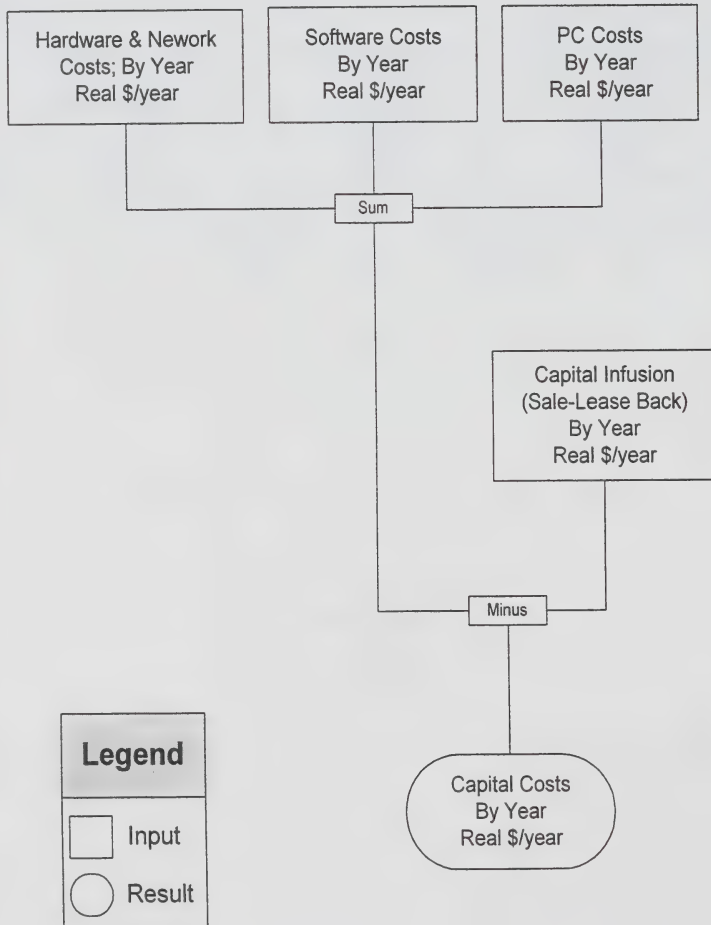 Hardware & Nework
Costs; By Year
Real $/year
Software Costs
By Year
Real $/year
PC Costs
By Year
Real $/year
Sum
Capital Infusion
(Sale-Lease Back)
By Year
Real $/year
Minus
Capital Costs
By Year
Real $/year
Legend
Input
Result